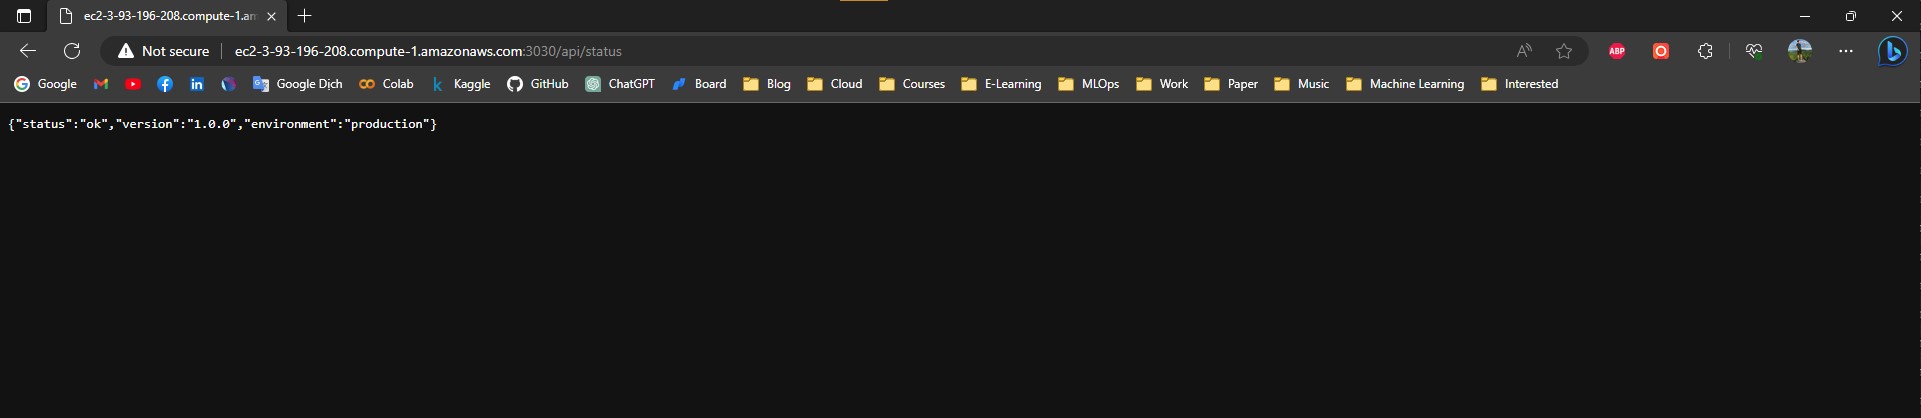 ec2-3-93-196-208.compute-1.am
Not secure ec2-3-93-196-208.compute-1.amazonaws.com:3030/api/status ABP
Google Google Dịch Colab Kaggle GitHub ChatGPT Board Blog Cloud Courses E-Learning MLOps Work Paper Music Machine Learning Interested
{"status":"ok","version":"1.0.0","environment":"production"}